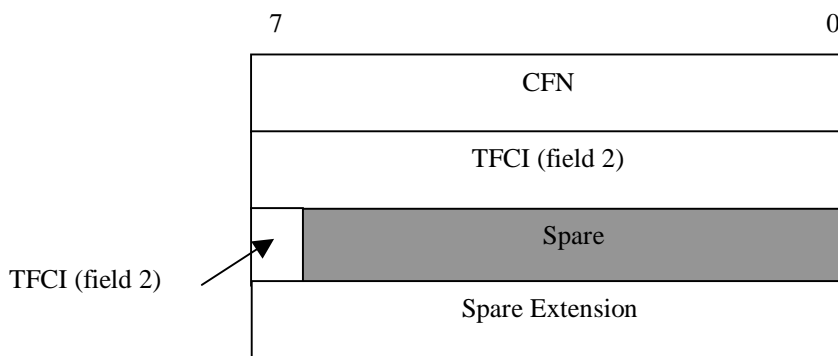 7 0
CFN
TFCI (field 2)
Spare
TFCI (field 2)
Spare Extension